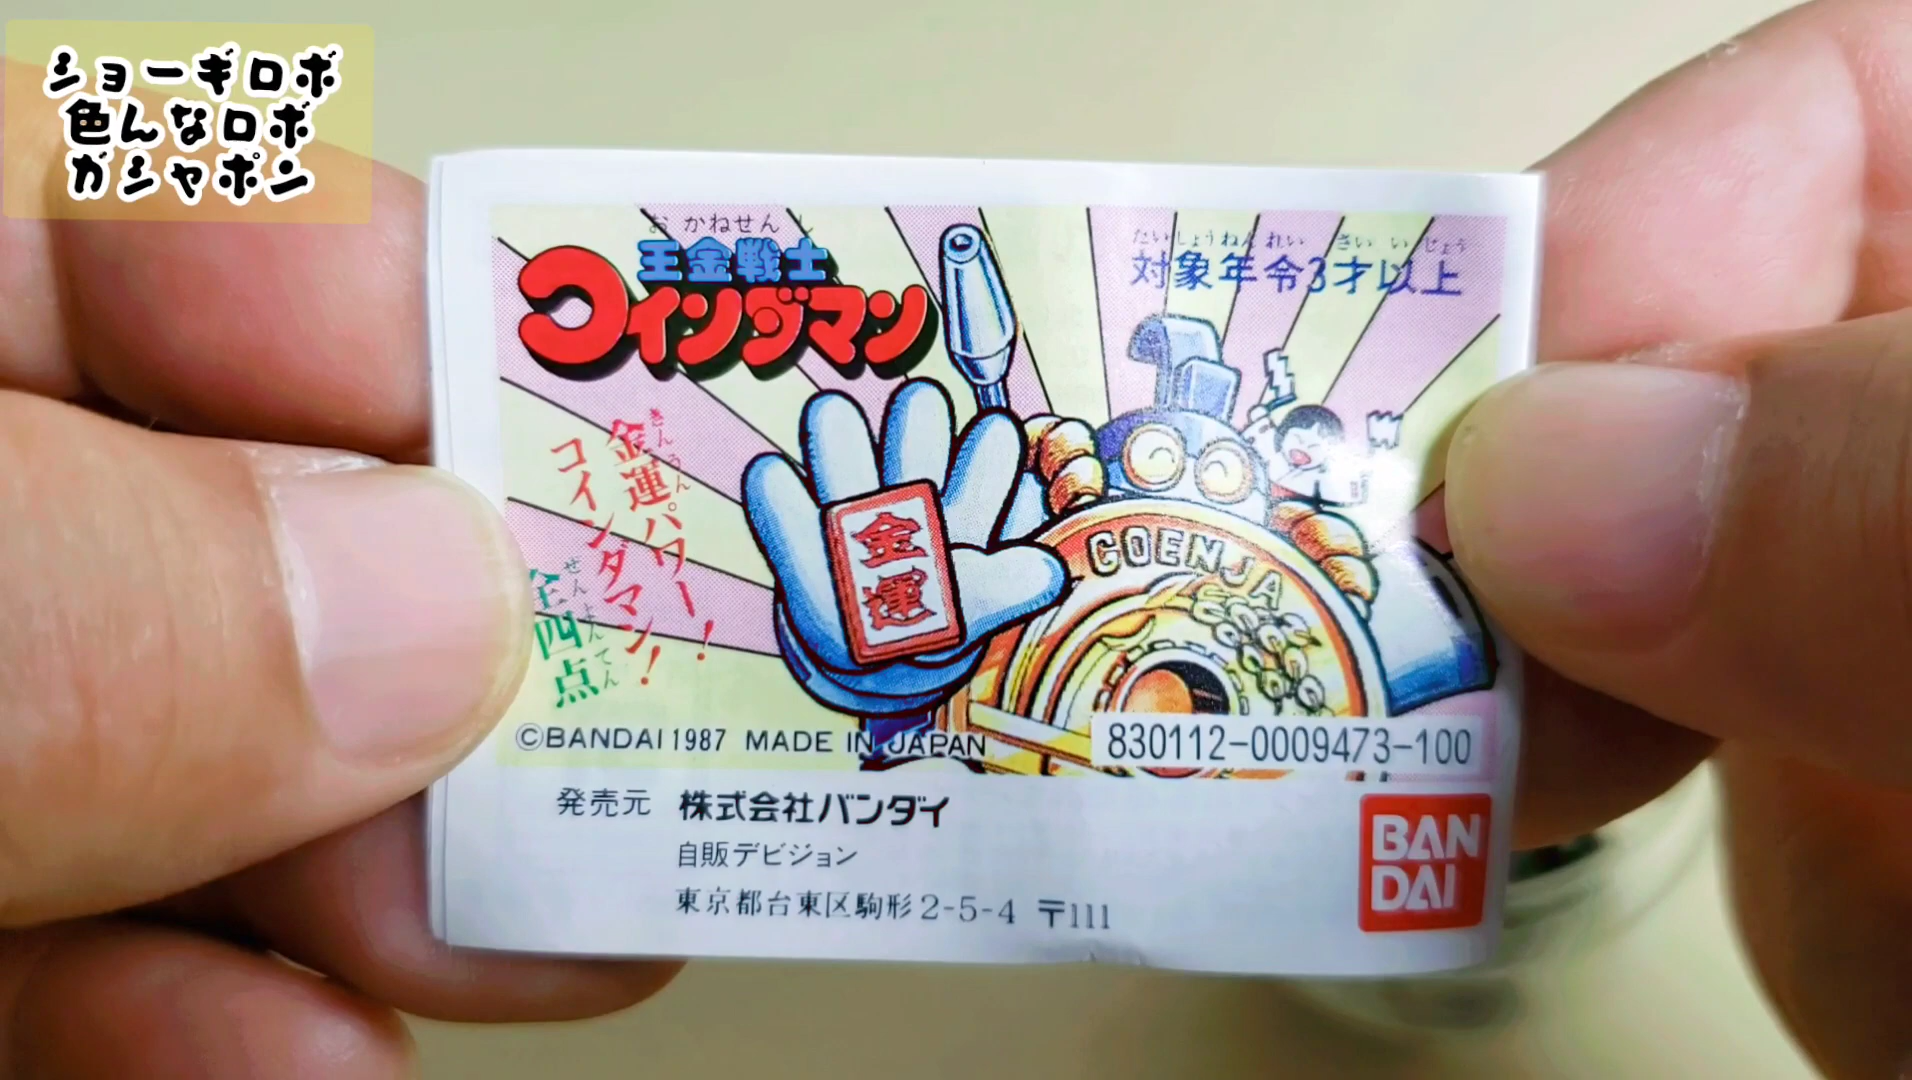 ショーギロボ
色んなロボ
ガシャポン
おかねせんし
王金戦士
コインダマン
たいしょうねんれい さいいじょう
対象年令3才以上
きんうん
金運パワー!
コインダマン!
ぜんよんてん
全四点
金運
GOENJA
©BANDAI 1987 MADE IN JAPAN
830112-0009473-100
発売元 株式会社バンダイ
自販デビジョン
東京都台東区駒形2-5-4 〒111
BAN
DAI